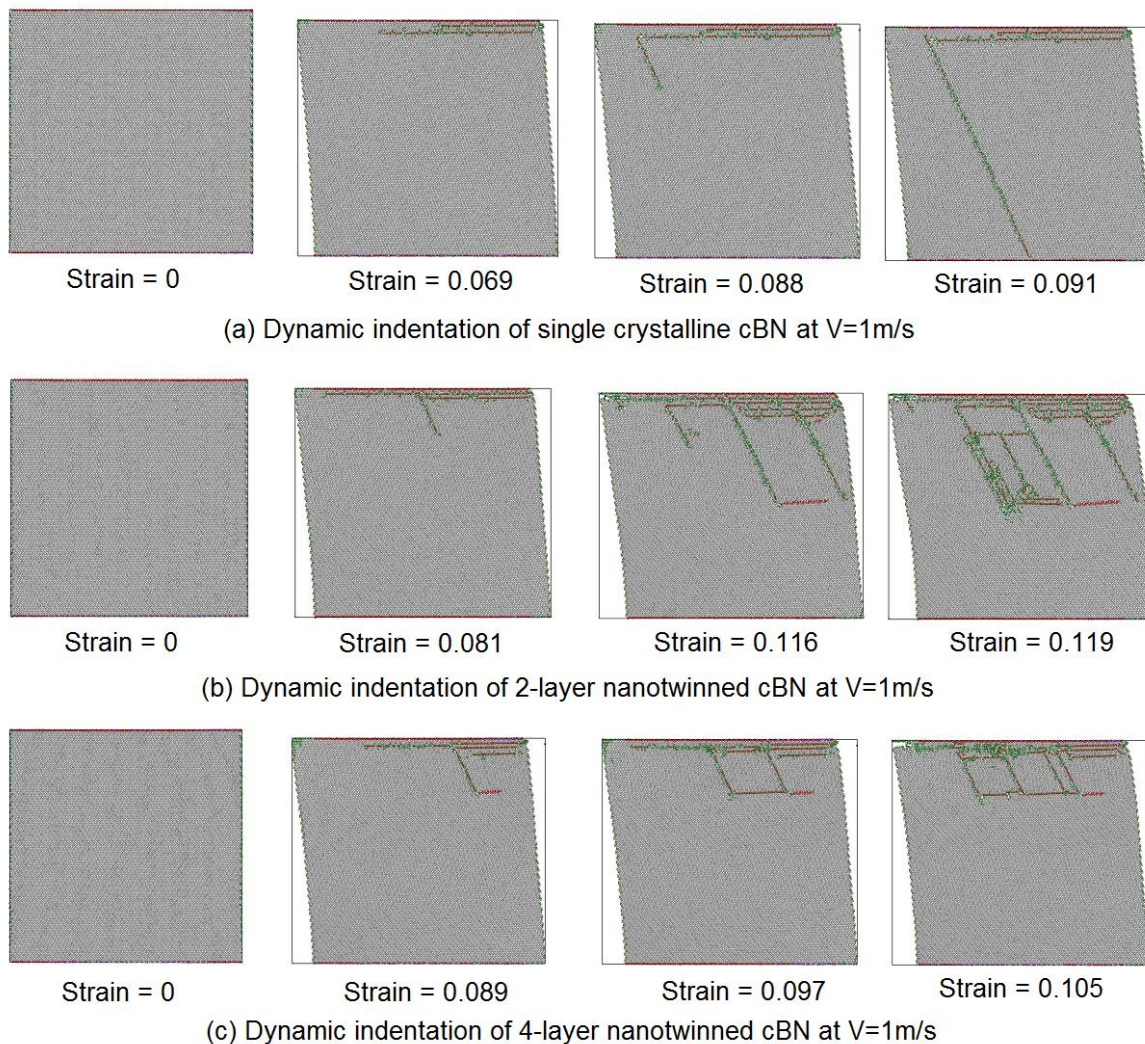 Strain = 0 Strain = 0.069 Strain = 0.088 Strain = 0.091
(a) Dynamic indentation of single crystalline cBN at V=1m/s
Strain = 0 Strain = 0.081 Strain = 0.116 Strain = 0.119
(b) Dynamic indentation of 2-layer nanotwinned cBN at V=1m/s
Strain = 0 Strain = 0.089 Strain = 0.097 Strain = 0.105
(c) Dynamic indentation of 4-layer nanotwinned cBN at V=1m/s